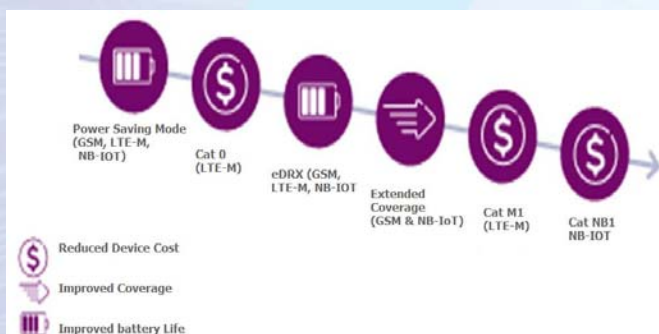 Power Saving Mode
(GSM, LTE-M,
NB-IOT)
Cat 0
(LTE-M)
eDRX (GSM,
LTE-M, NB-IOT
Extended
Coverage
(GSM & NB-IoT)
Cat M1
(LTE-M)
Cat NB1
NB-IOT
$ Reduced Device Cost
Improved Coverage
Improved battery Life